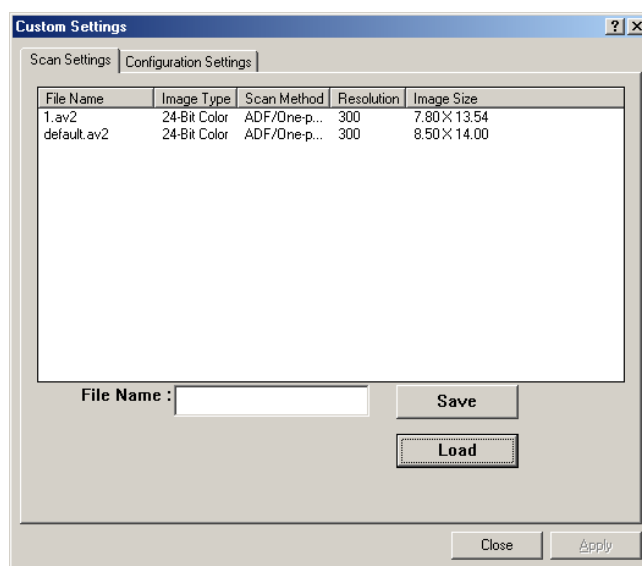 Custom Settings
Scan Settings Configuration Settings
File Name Image Type Scan Method Resolution Image Size
1.av2 24-Bit Color ADF/One-p... 300 7.80 X 13.54
default.av2 24-Bit Color ADF/One-p... 300 8.50 X 14.00
File Name : Save
Load
Close Apply